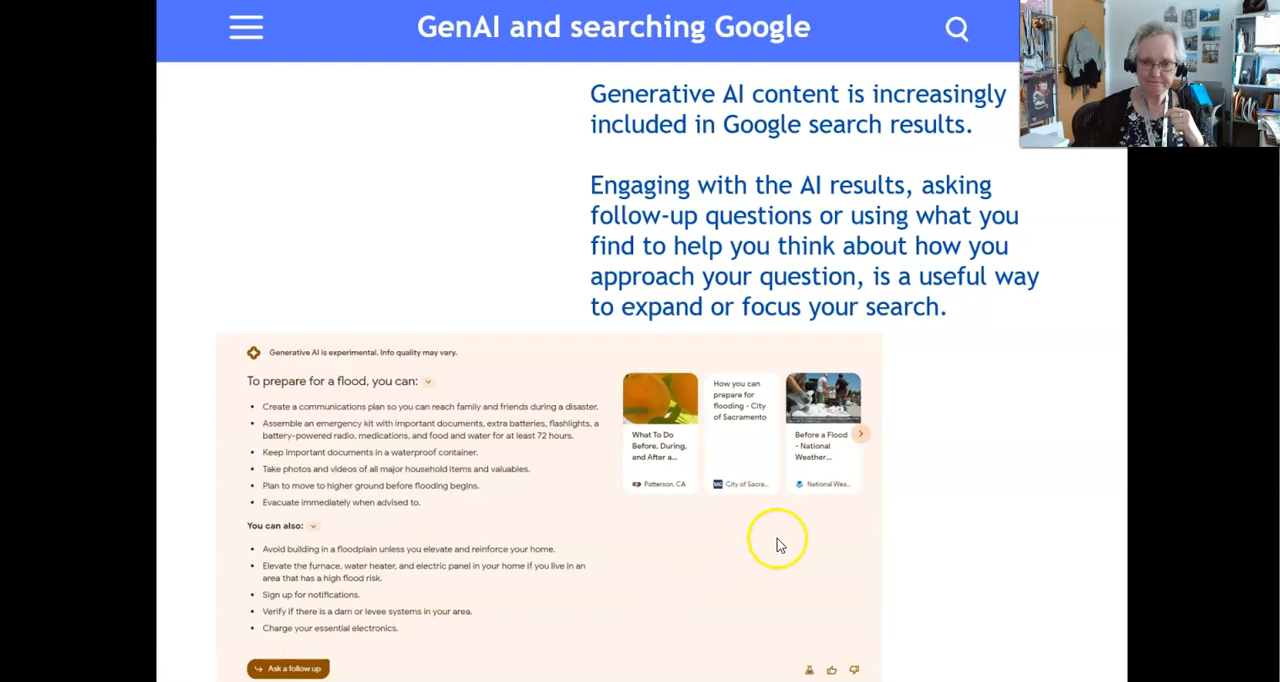 GenAI and searching Google
Generative AI content is increasingly
included in Google search results.
Engaging with the AI results, asking
follow-up questions or using what you
find to help you think about how you
approach your question, is a useful way
to expand or focus your search.
Generative AI is experimental. Info quality may vary.
To prepare for a flood, you can:
• Create a communications plan so you can reach family and friends during a disaster.
• Assemble an emergency kit with important documents, extra batteries, flashlights, a
battery-powered radio, medications, and food and water for at least 72 hours.
• Keep important documents in a waterproof container.
• Take photos and videos of all major household items and valuables.
• Plan to move to higher ground before flooding begins.
• Evacuate immediately when advised to.
You can also:
• Avoid building in a floodplain unless you elevate and reinforce your home.
• Elevate the furnace, water heater, and electric panel in your home if you live in an
area that has a high flood risk.
• Sign up for notifications.
• Verify if there is a dam or levee systems in your area.
• Charge your essential electronics.
Ask a follow up
What To Do
Before, During,
and After a...
Patterson, CA
How you can
prepare for
flooding - City
of Sacramento
City of Sacra...
Before a Flood
- National
Weather...
National Wea...